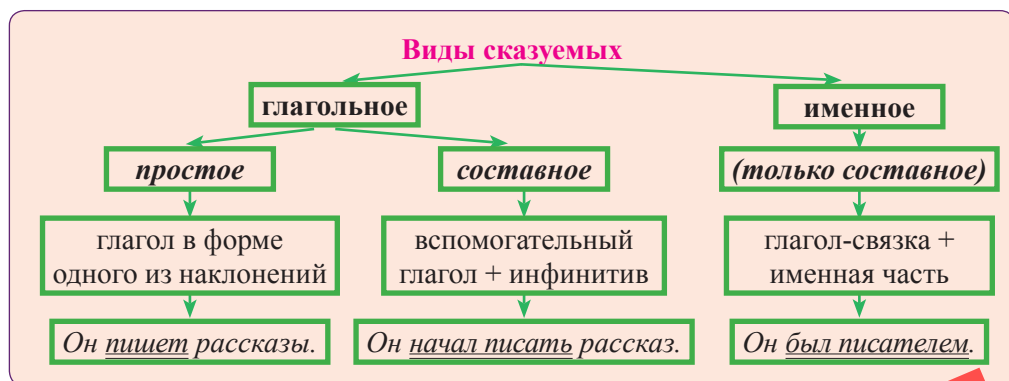 Виды сказуемых
глагольное
именное
простое
составное
(только составное)
глагол в форме
одного из наклонений
вспомогательный
глагол + инфинитив
глагол-связка +
именная часть
Он пишет рассказы.
Он начал писать рассказ.
Он был писателем.